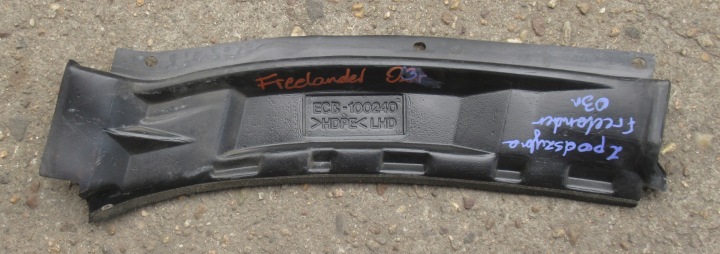 Freelander 03r
ECR-100240
>HDPE< LHD
Z podszybia
Freelander
03r